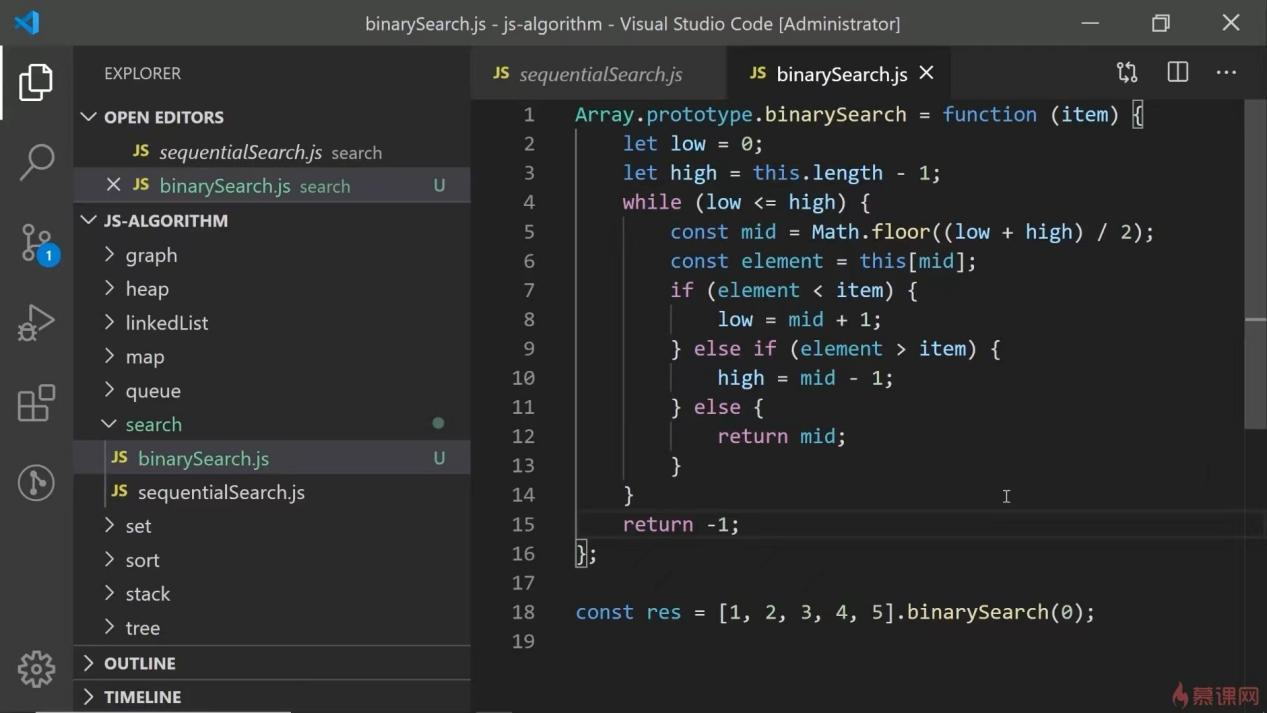 binarySearch.js - js-algorithm - Visual Studio Code [Administrator]
EXPLORER
OPEN EDITORS
JS sequentialSearch.js search
JS binarySearch.js search U
JS-ALGORITHM
graph
heap
linkedList
map
queue
search
JS binarySearch.js U
JS sequentialSearch.js
set
sort
stack
tree
OUTLINE
TIMELINE
1
JS sequentialSearch.js
JS binarySearch.js
1 Array.prototype.binarySearch = function (item) {
2 let low = 0;
3 let high = this.length - 1;
4 while (low <= high) {
5 const mid = Math.floor((low + high) / 2);
6 const element = this[mid];
7 if (element < item) {
8 low = mid + 1;
9 } else if (element > item) {
10 high = mid - 1;
11 } else {
12 return mid;
13 }
14 }
15 return -1;
16 };
17
18 const res = [1, 2, 3, 4, 5].binarySearch(0);
19
慕课网